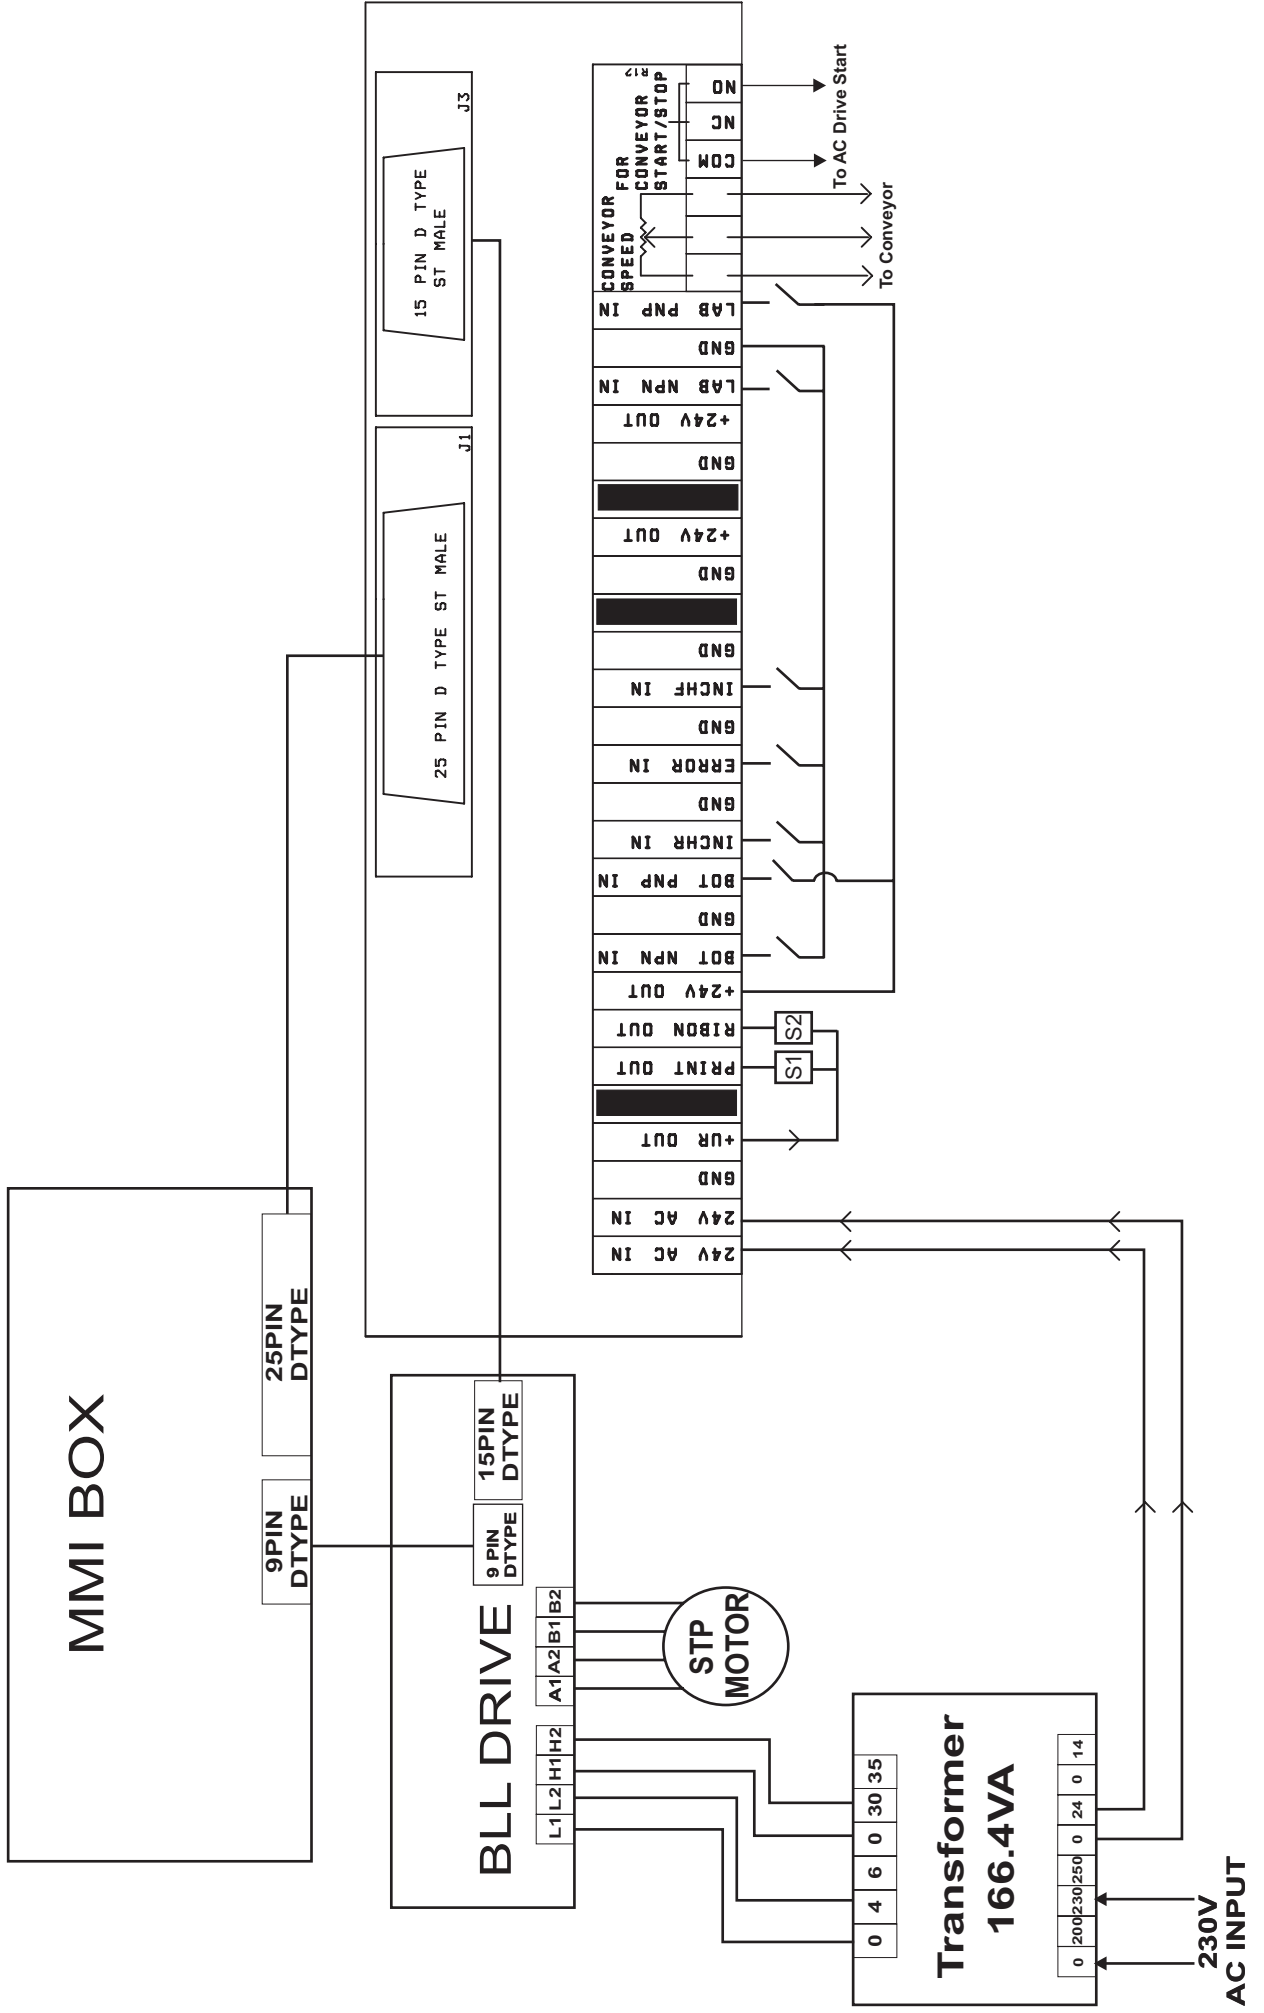 MMI BOX
9PIN
DTYPE
25PIN
DTYPE
BLL DRIVE
9 PIN
DTYPE
15PIN
DTYPE
L1
L2
H1
H2
A1
A2
B1
B2
STP
MOTOR
Transformer
166.4VA
0
4
6
0
30
35
0
200
230
250
0
24
0
14
230V
AC INPUT
25 PIN D TYPE ST MALE
J1
15 PIN D TYPE
ST MALE
J3
24V AC IN
24V AC IN
GND
+UR OUT
PRINT OUT
RIBON OUT
+24V OUT
BOT NPN IN
GND
BOT PNP IN
INCHR IN
GND
ERROR IN
GND
INCHF IN
GND
GND
+24V OUT
GND
+24V OUT
LAB NPN IN
GND
LAB PNP IN
CONVEYOR
SPEED
FOR
CONVEYOR
START/STOP
R12
COM
NC
NO
S1
S2
To Conveyor
To AC Drive Start